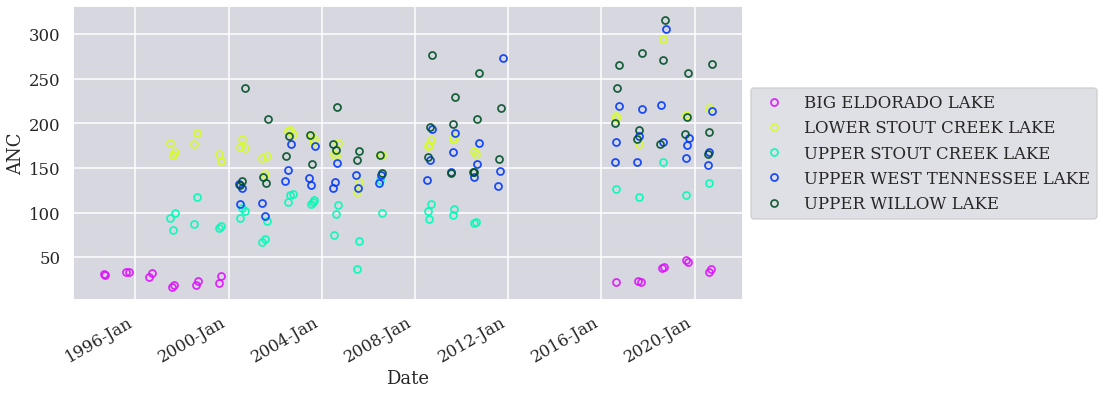 300
250
200
150
100
50
ANC
1996-Jan
2000-Jan
2004-Jan
2008-Jan
2012-Jan
2016-Jan
2020-Jan
Date
BIG ELDORADO LAKE
LOWER STOUT CREEK LAKE
UPPER STOUT CREEK LAKE
UPPER WEST TENNESSEE LAKE
UPPER WILLOW LAKE